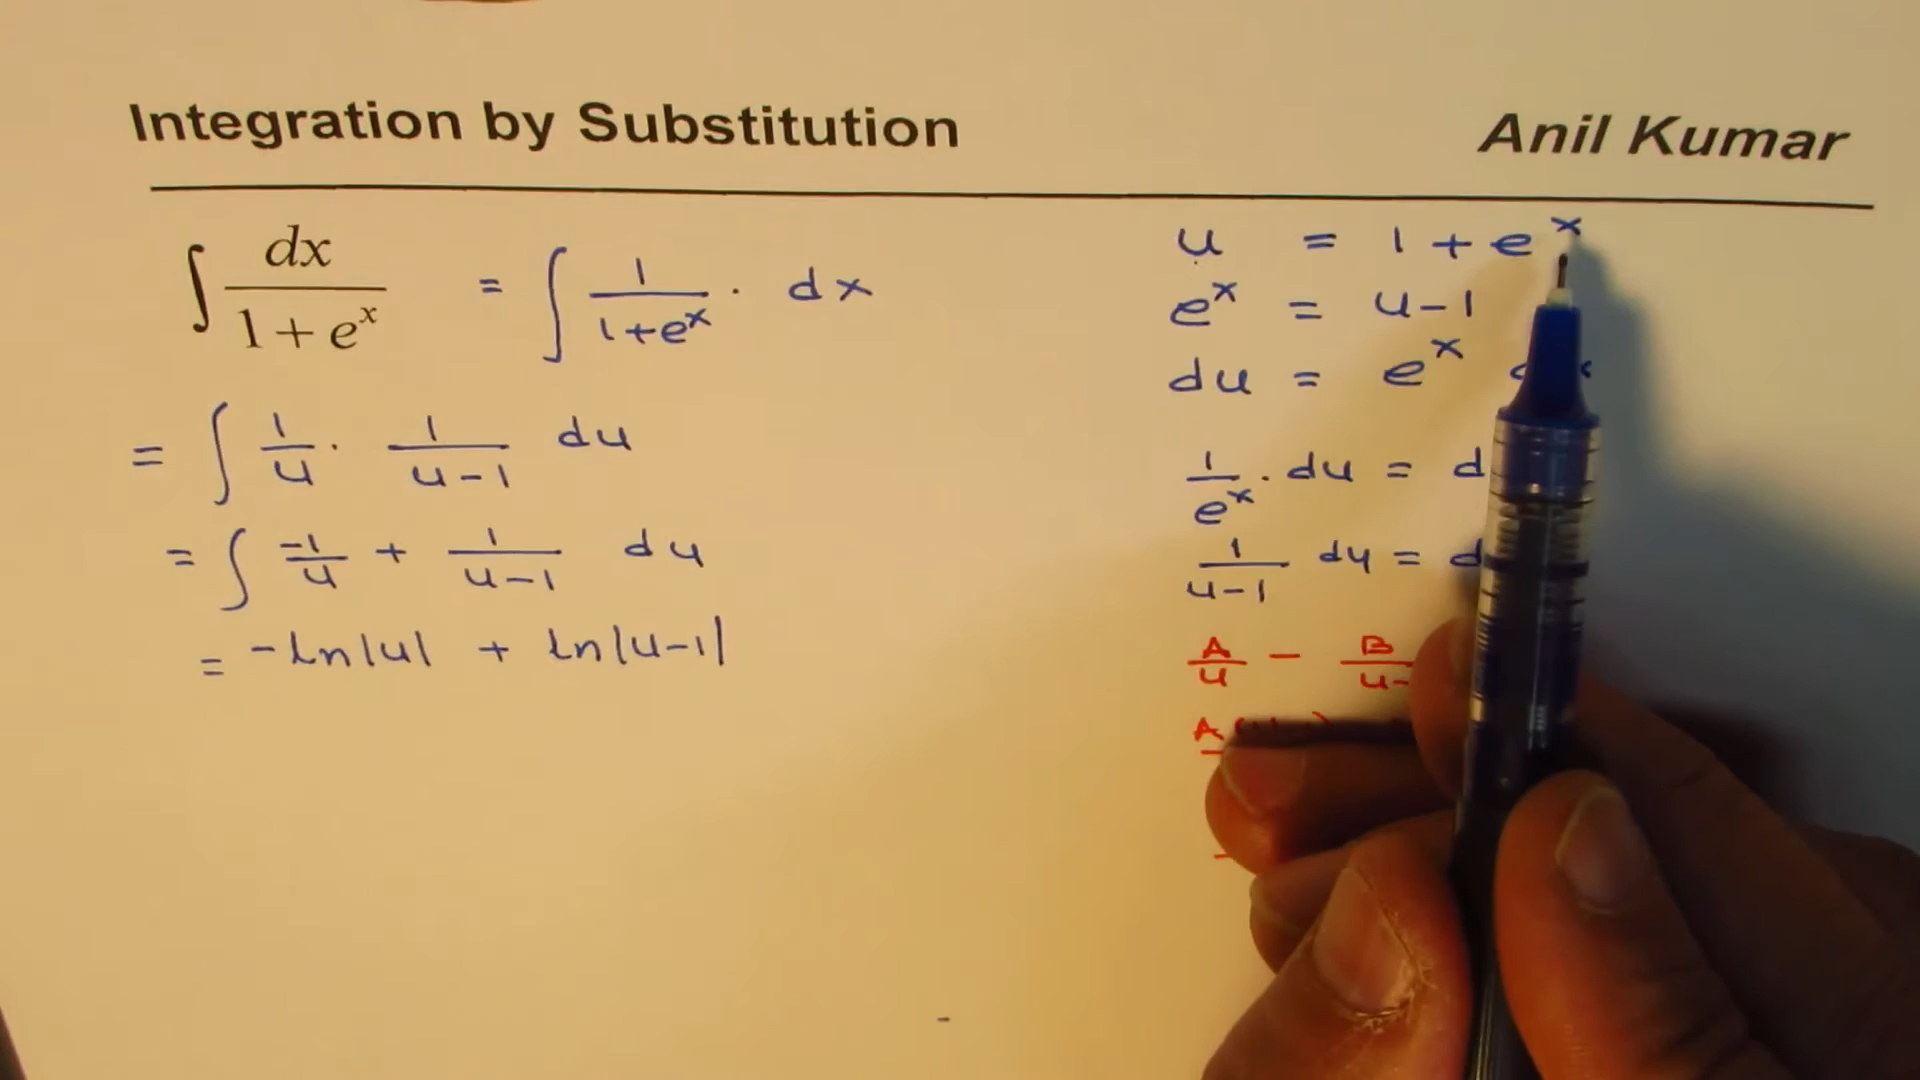 Integration by Substitution
Anil Kumar
∫ dx / (1 + e^x) = ∫ 1/(1+e^x) · dx
= ∫ 1/u · 1/(u-1) du
= ∫ -1/u + 1/(u-1) du
= -ln|u| + ln|u-1|
u = 1 + e^x
e^x = u-1
du = e^x
1/e^x · du = d
1/(u-1) du = d
A/u - B/u-
A